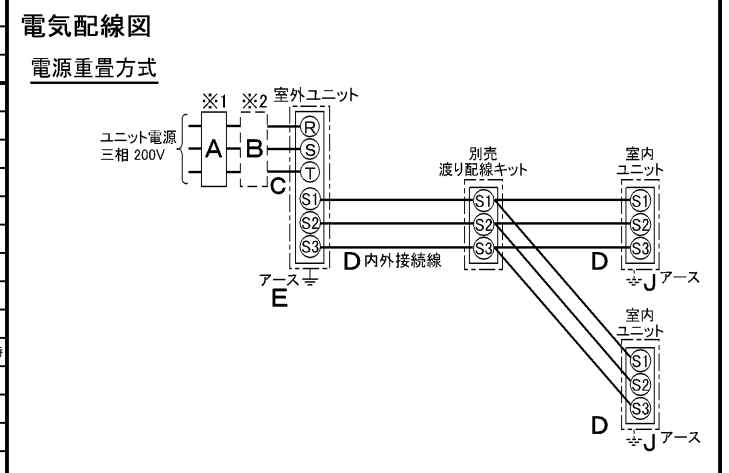 電気配線図
電源重畳方式
※1 ※2 室外ユニット
ユニット電源
三相 200V
A
B
C
R
S
T
S1
S2
S3
アース
E
D 内外接続線
別売
渡り配線キット
S1
S2
S3
室内
ユニット
S1
S2
S3
D
J アース
室内
ユニット
S1
S2
S3
D
J アース